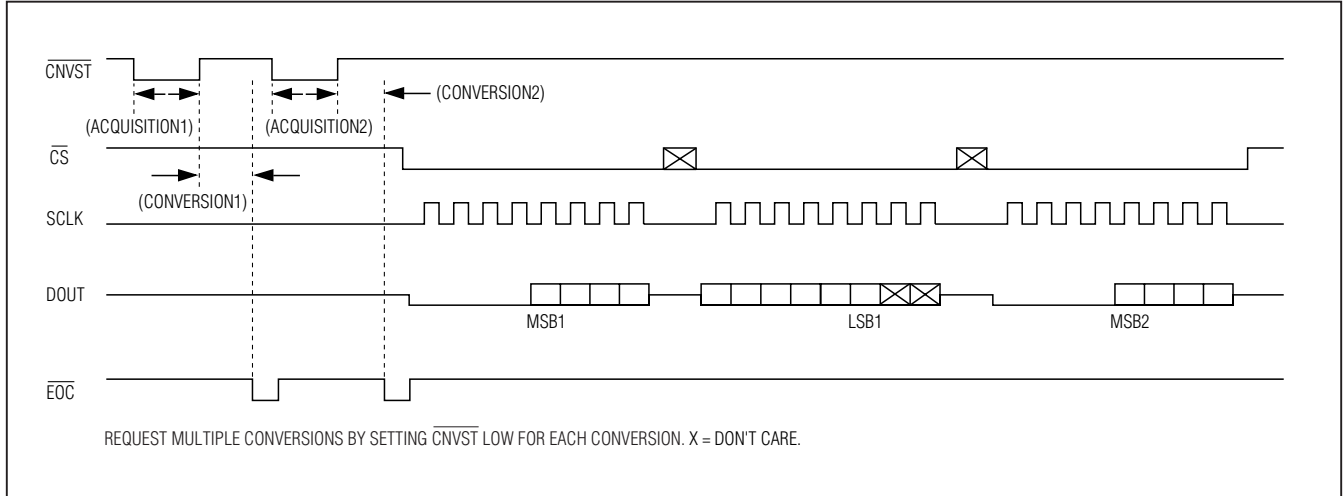 CNVST
(CONVERSION2)
(ACQUISITION1) (ACQUISITION2)
CS
(CONVERSION1)
SCLK
DOUT
MSB1 LSB1 MSB2
EOC
REQUEST MULTIPLE CONVERSIONS BY SETTING CNVST LOW FOR EACH CONVERSION. X = DON'T CARE.